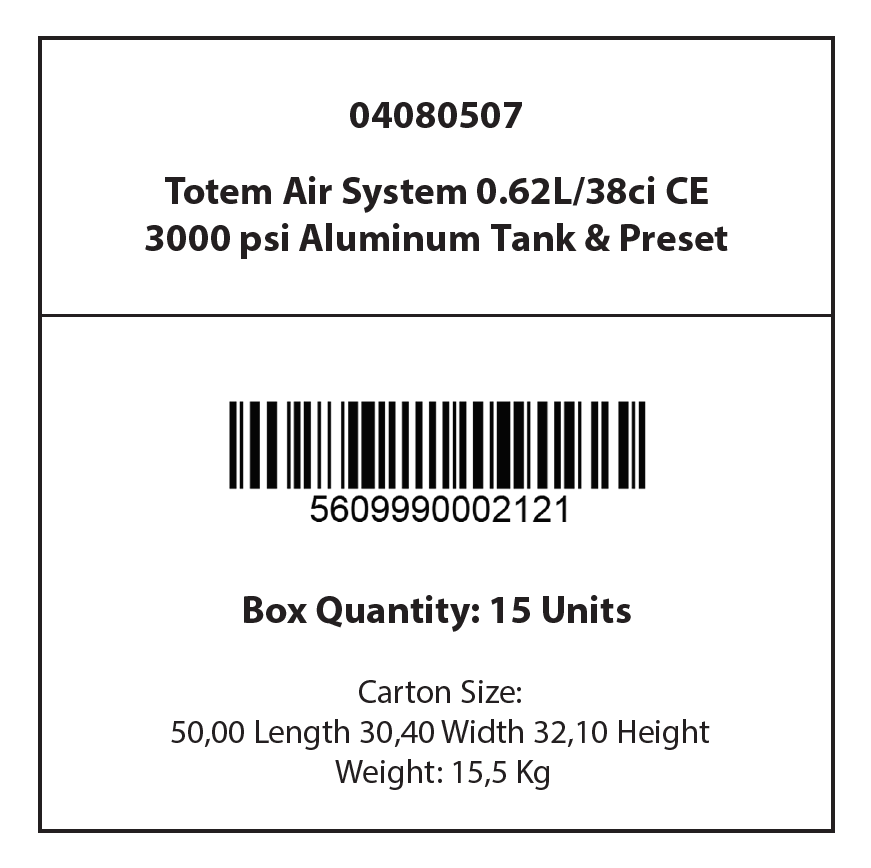 04080507
Totem Air System 0.62L/38ci CE
3000 psi Aluminum Tank & Preset
5609990002121
Box Quantity: 15 Units
Carton Size:
50,00 Length 30,40 Width 32,10 Height
Weight: 15,5 Kg